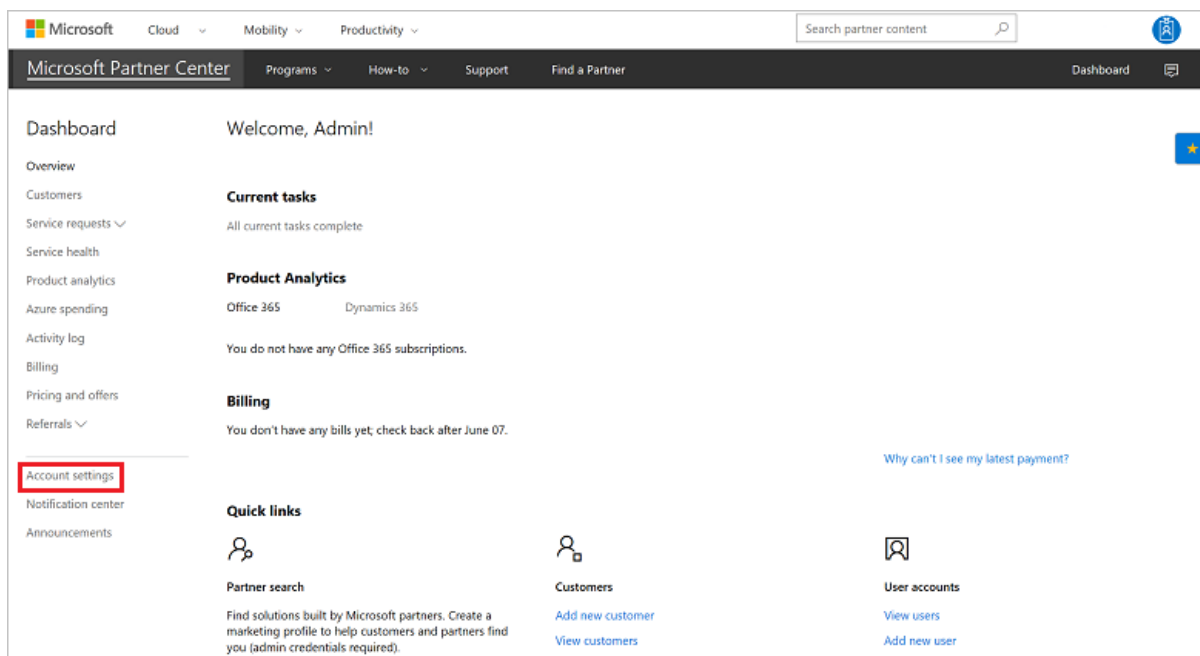 Microsoft Cloud Mobility Productivity Search partner content
Microsoft Partner Center Programs How-to Support Find a Partner Dashboard
Dashboard
Overview
Customers
Service requests
Service health
Product analytics
Azure spending
Activity log
Billing
Pricing and offers
Referrals
Account settings
Notification center
Announcements
Welcome, Admin!
Current tasks
All current tasks complete
Product Analytics
Office 365 Dynamics 365
You do not have any Office 365 subscriptions.
Billing
You don't have any bills yet; check back after June 07.
Why can't I see my latest payment?
Quick links
Partner search
Find solutions built by Microsoft partners. Create a
marketing profile to help customers and partners find
you (admin credentials required).
Customers
Add new customer
View customers
User accounts
View users
Add new user